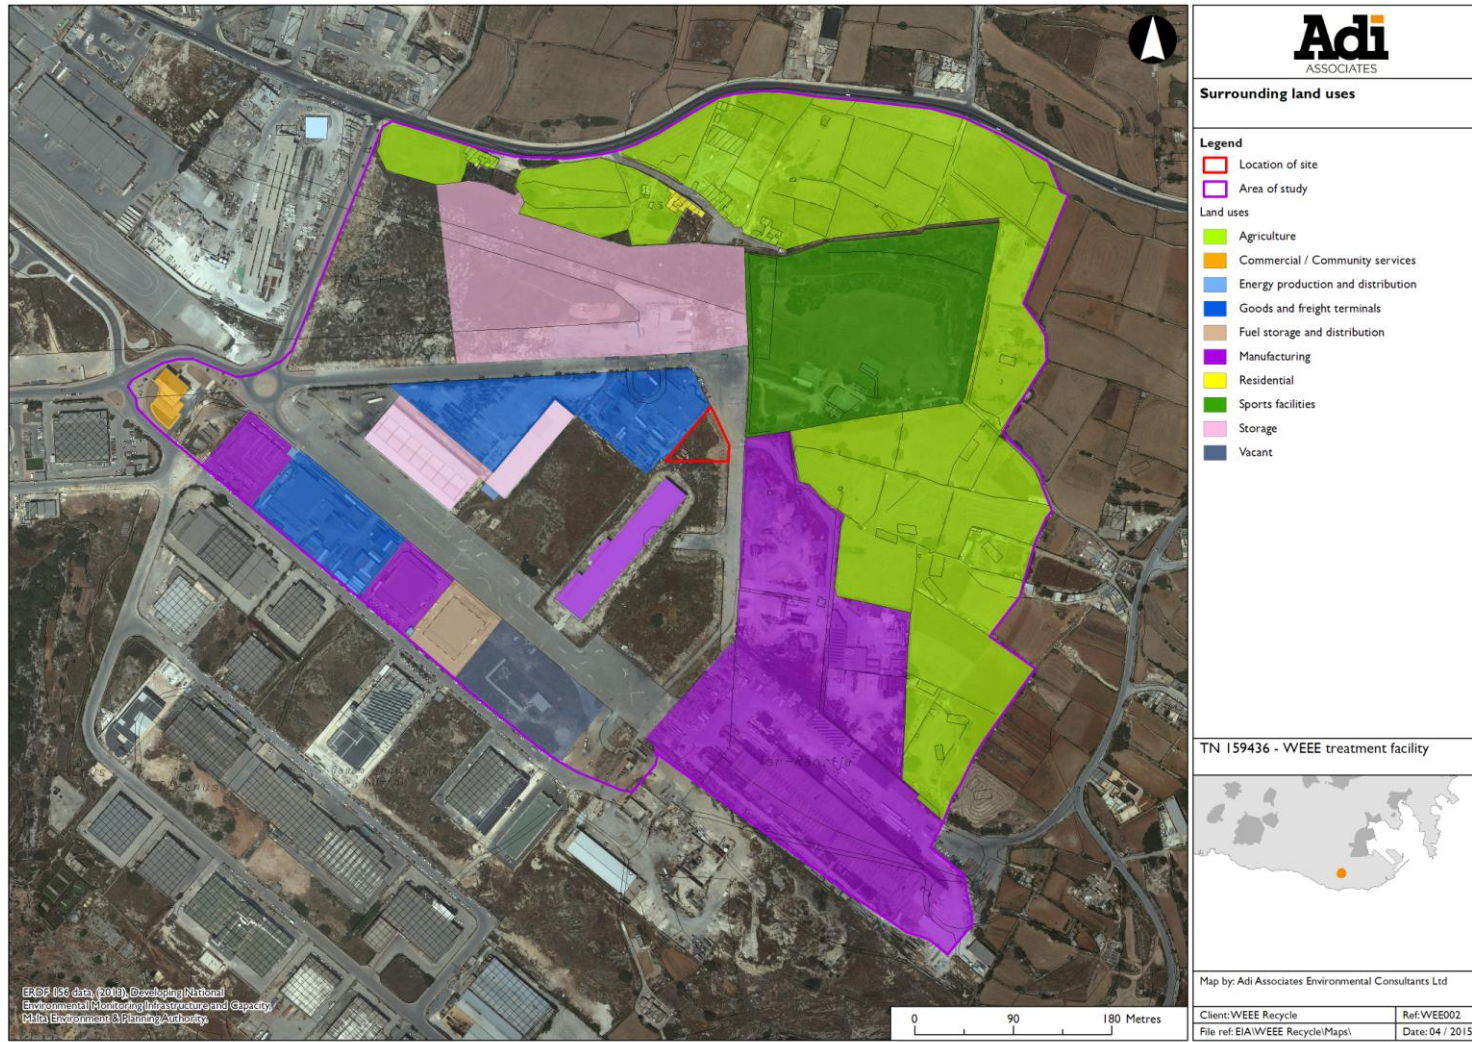 Adi
ASSOCIATES
Surrounding land uses
Legend
Location of site
Area of study
Land uses
Agriculture
Commercial / Community services
Energy production and distribution
Goods and freight terminals
Fuel storage and distribution
Manufacturing
Residential
Sports facilities
Storage
Vacant
TN 159436 - WEEE treatment facility
Map by: Adi Associates Environmental Consultants Ltd
Client: WEEE Recycle
Ref: WEE002
File ref: EIA\WEEE Recycle\Maps\
Date: 04 / 2015
ERDF 156 data, (2013), Developing National
Environmental Monitoring Infrastructure and Capacity,
Malta Environment & Planning Authority.
0 90 180 Metres